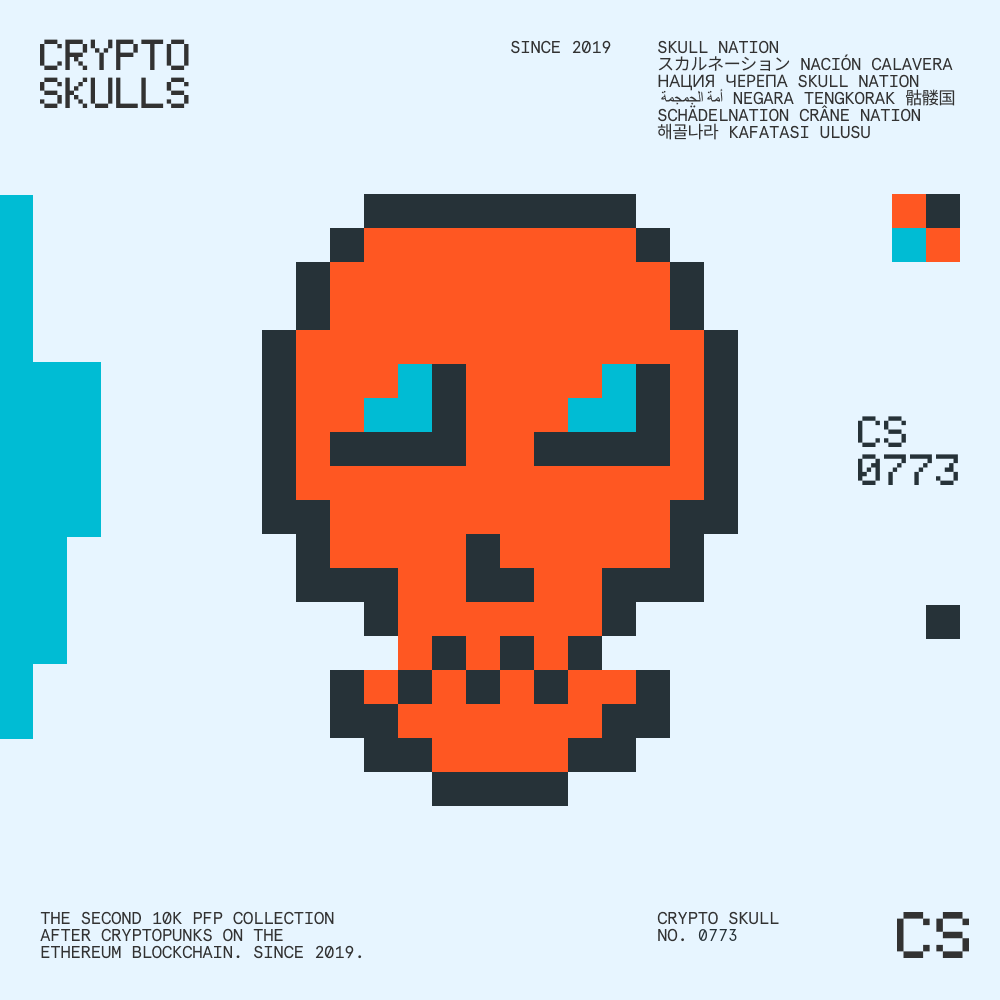 CRYPTO
SKULLS
SINCE 2019
SKULL NATION
スカルネーション NACIÓN CALAVERA
НАЦИЯ ЧЕРЕПА SKULL NATION
أمة الجمجمة NEGARA TENGKORAK 骷髅国
SCHÄDELNATION CRÂNE NATION
해골나라 KAFATASI ULUSU
CS
0773
THE SECOND 10K PFP COLLECTION
AFTER CRYPTOPUNKS ON THE
ETHEREUM BLOCKCHAIN. SINCE 2019.
CRYPTO SKULL
NO. 0773
CS